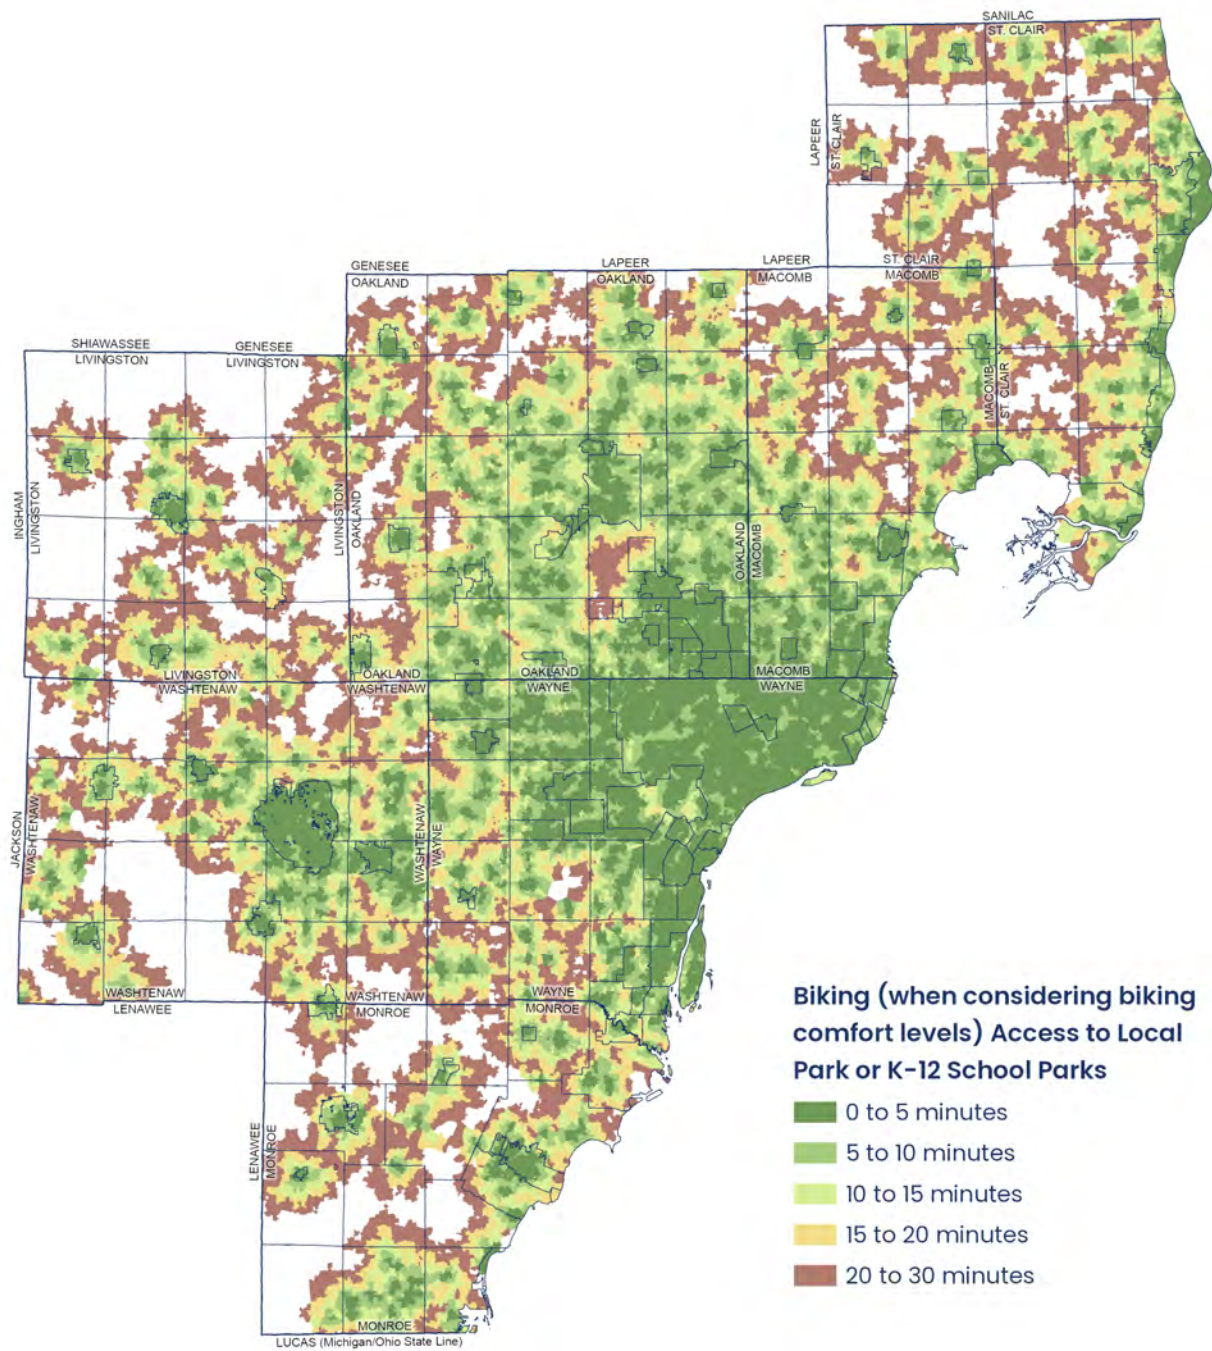 SANILAC
ST. CLAIR
LAPEER
ST. CLAIR
GENESEE
OAKLAND
LAPEER
OAKLAND
LAPEER
MACOMB
ST. CLAIR
MACOMB
SHIAWASSEE
LIVINGSTON
GENESEE
LIVINGSTON
MACOMB
ST. CLAIR
INGHAM
LIVINGSTON
LIVINGSTON
OAKLAND
OAKLAND
MACOMB
LIVINGSTON
WASHTENAW
OAKLAND
WASHTENAW
OAKLAND
WAYNE
MACOMB
WAYNE
JACKSON
WASHTENAW
WASHTENAW
WAYNE
WASHTENAW
LENAWEE
WASHTENAW
MONROE
WAYNE
MONROE
LENAWEE
MONROE
MONROE
LUCAS (Michigan/Ohio State Line)
Biking (when considering biking
comfort levels) Access to Local
Park or K-12 School Parks
0 to 5 minutes
5 to 10 minutes
10 to 15 minutes
15 to 20 minutes
20 to 30 minutes